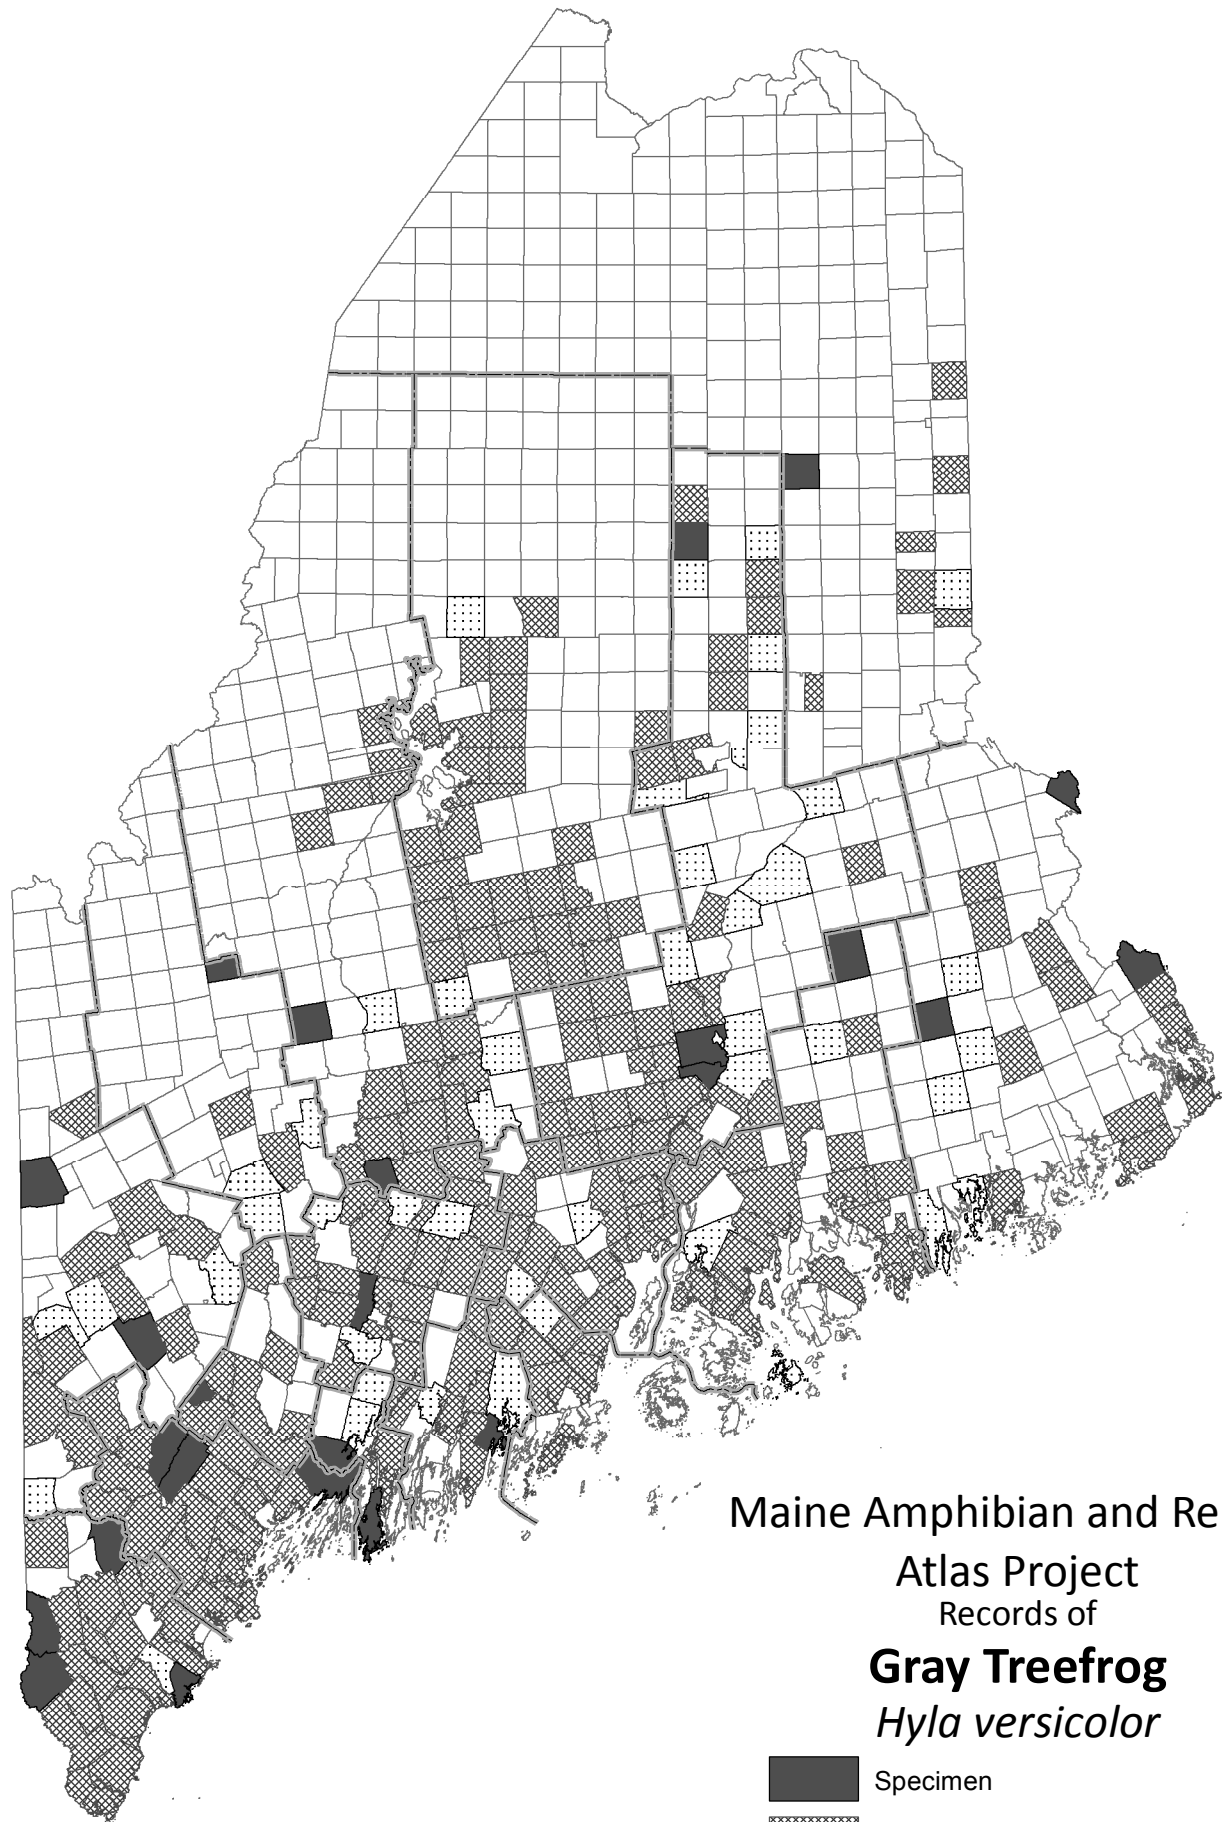 Maine Amphibian and Re
Atlas Project
Records of
Gray Treefrog
Hyla versicolor
Specimen